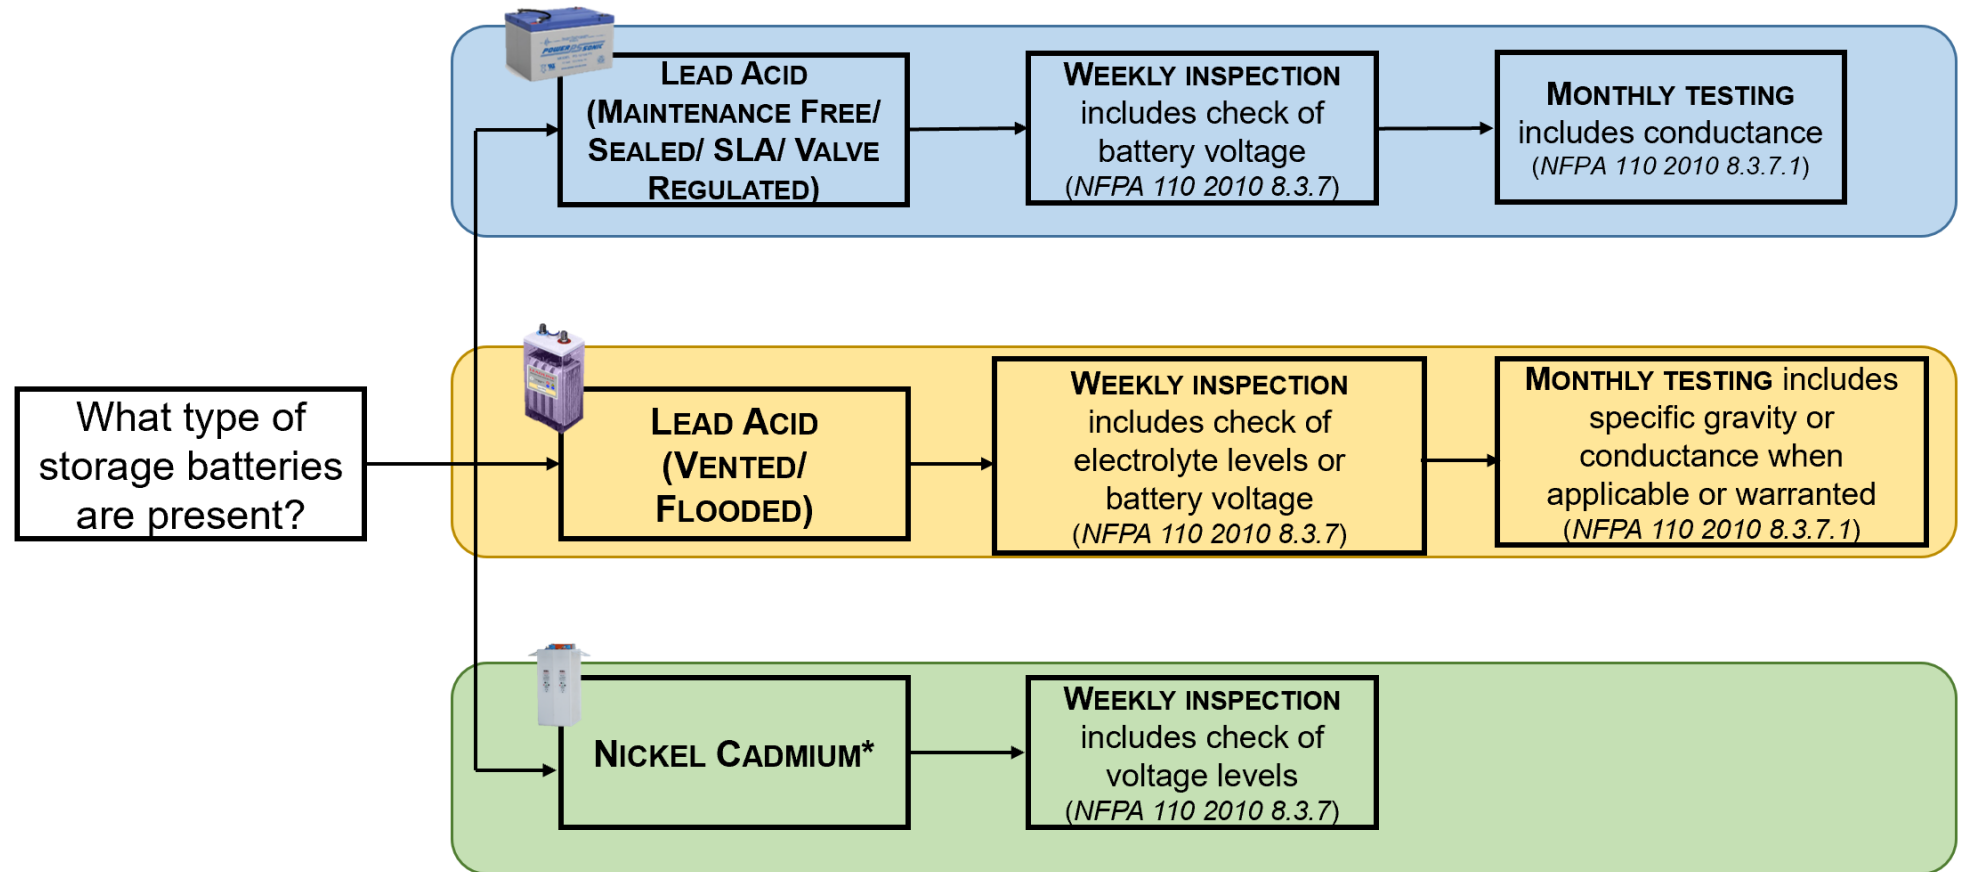 What type of
storage batteries
are present?
POWER SONIC
LEAD ACID
(MAINTENANCE FREE/
SEALED/ SLA/ VALVE
REGULATED)
WEEKLY INSPECTION
includes check of
battery voltage
(NFPA 110 2010 8.3.7)
MONTHLY TESTING
includes conductance
(NFPA 110 2010 8.3.7.1)
LEAD ACID
(VENTED/
FLOODED)
WEEKLY INSPECTION
includes check of
electrolyte levels or
battery voltage
(NFPA 110 2010 8.3.7)
MONTHLY TESTING includes
specific gravity or
conductance when
applicable or warranted
(NFPA 110 2010 8.3.7.1)
NICKEL CADMIUM*
WEEKLY INSPECTION
includes check of
voltage levels
(NFPA 110 2010 8.3.7)